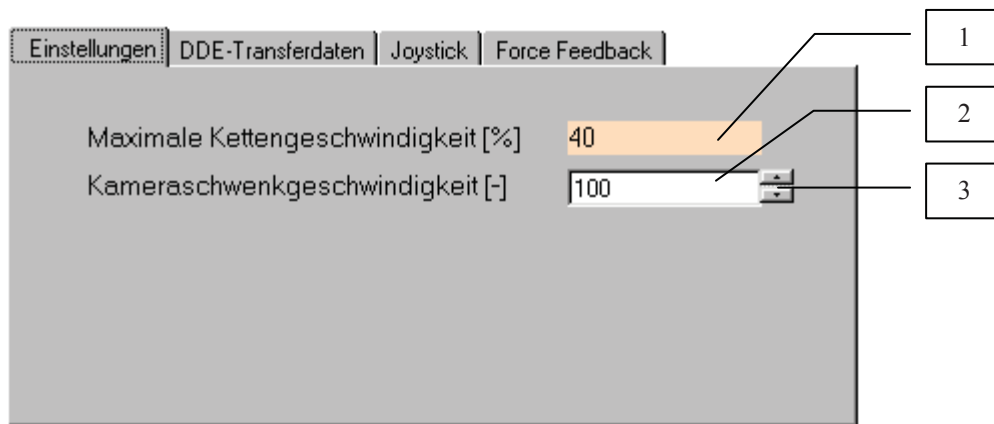 Einstellungen DDE-Transferdaten Joystick Force Feedback
1
Maximale Kettengeschwindigkeit [%] 40
2
Kameraschwenkgeschwindigkeit [-] 100
3